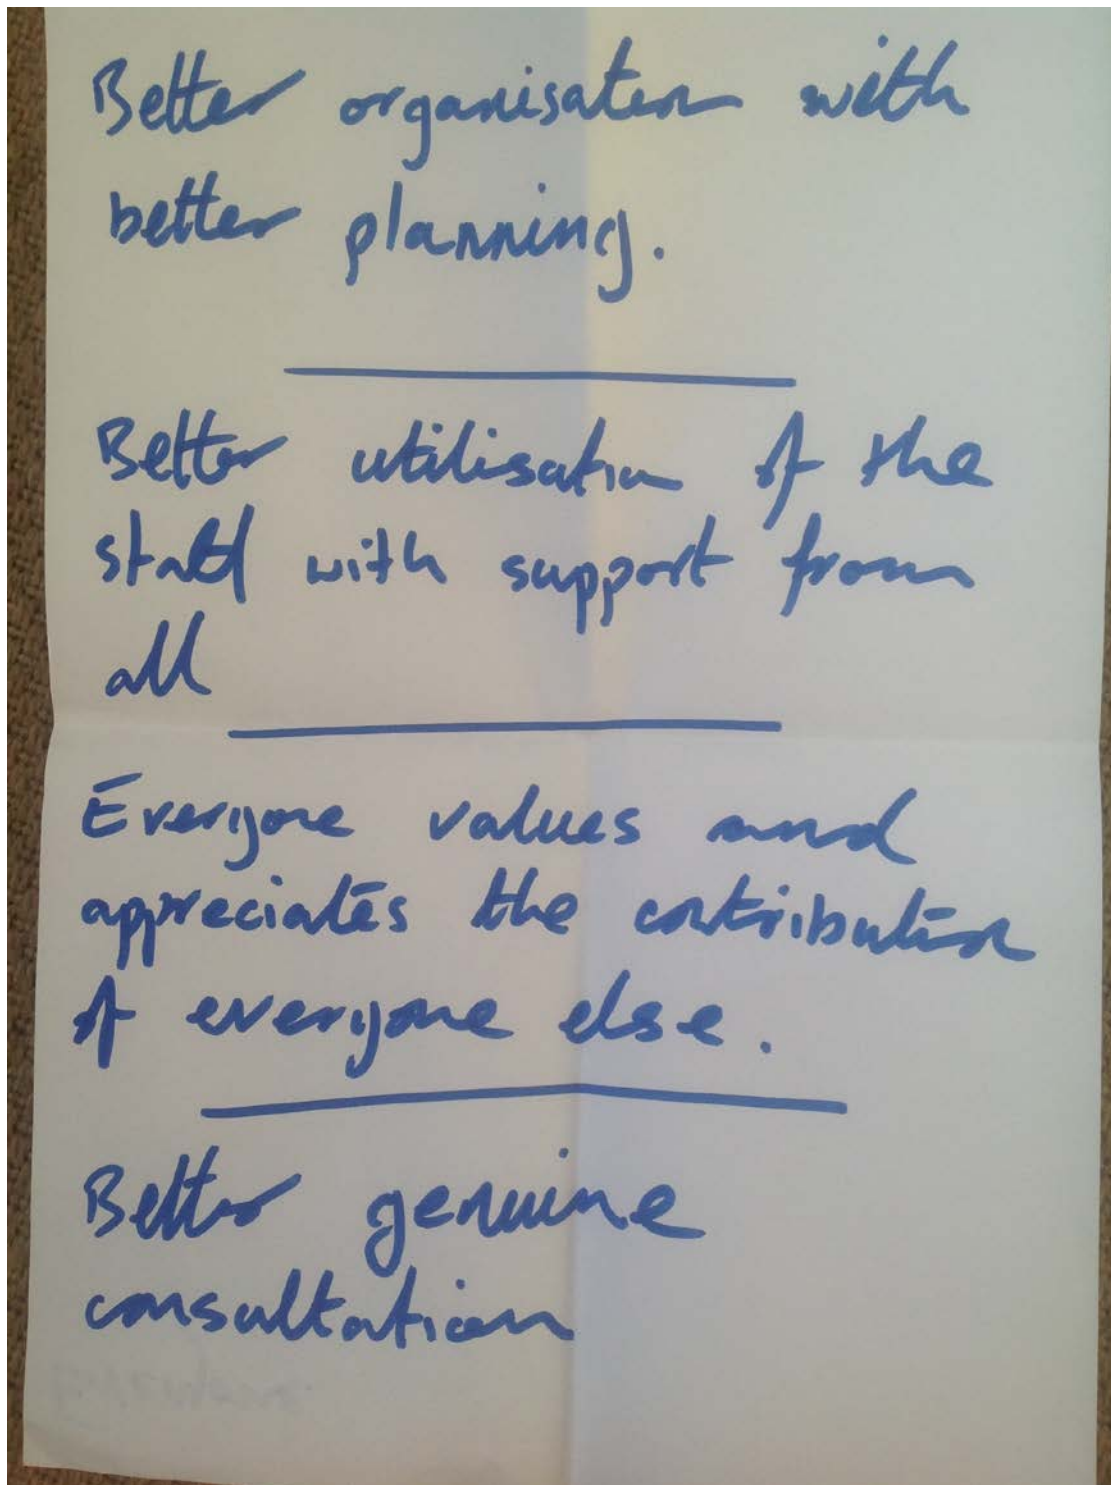 Better organisation with
better planning.
Better utilisation of the
staff with support from
all
Everyone values and
appreciates the contribution
of everyone else.
Better genuine
consultation